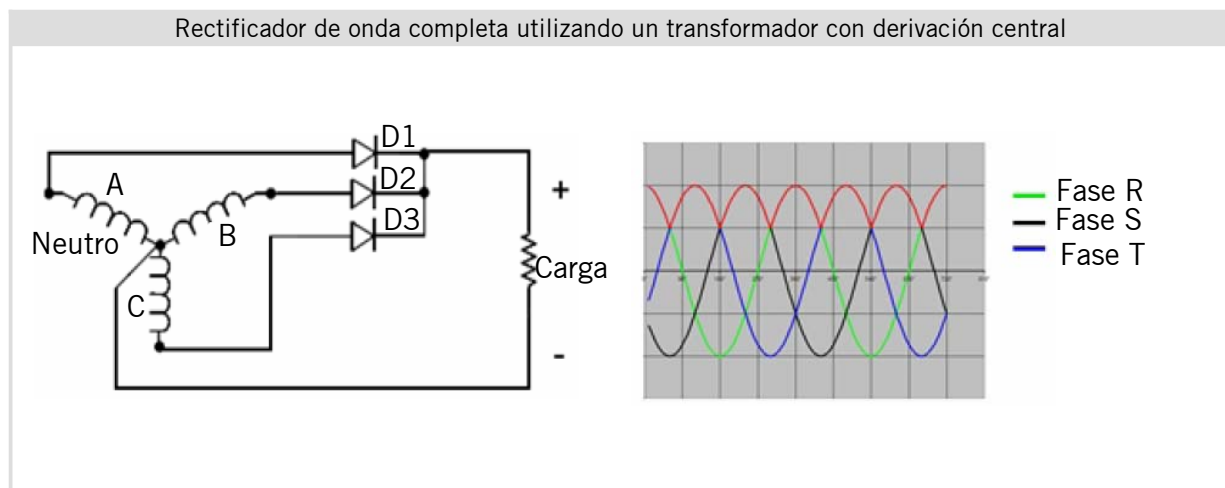 Rectificador de onda completa utilizando un transformador con derivación central
D1
D2
D3
A
B
Neutro
C
+
Carga
-
Fase R
Fase S
Fase T